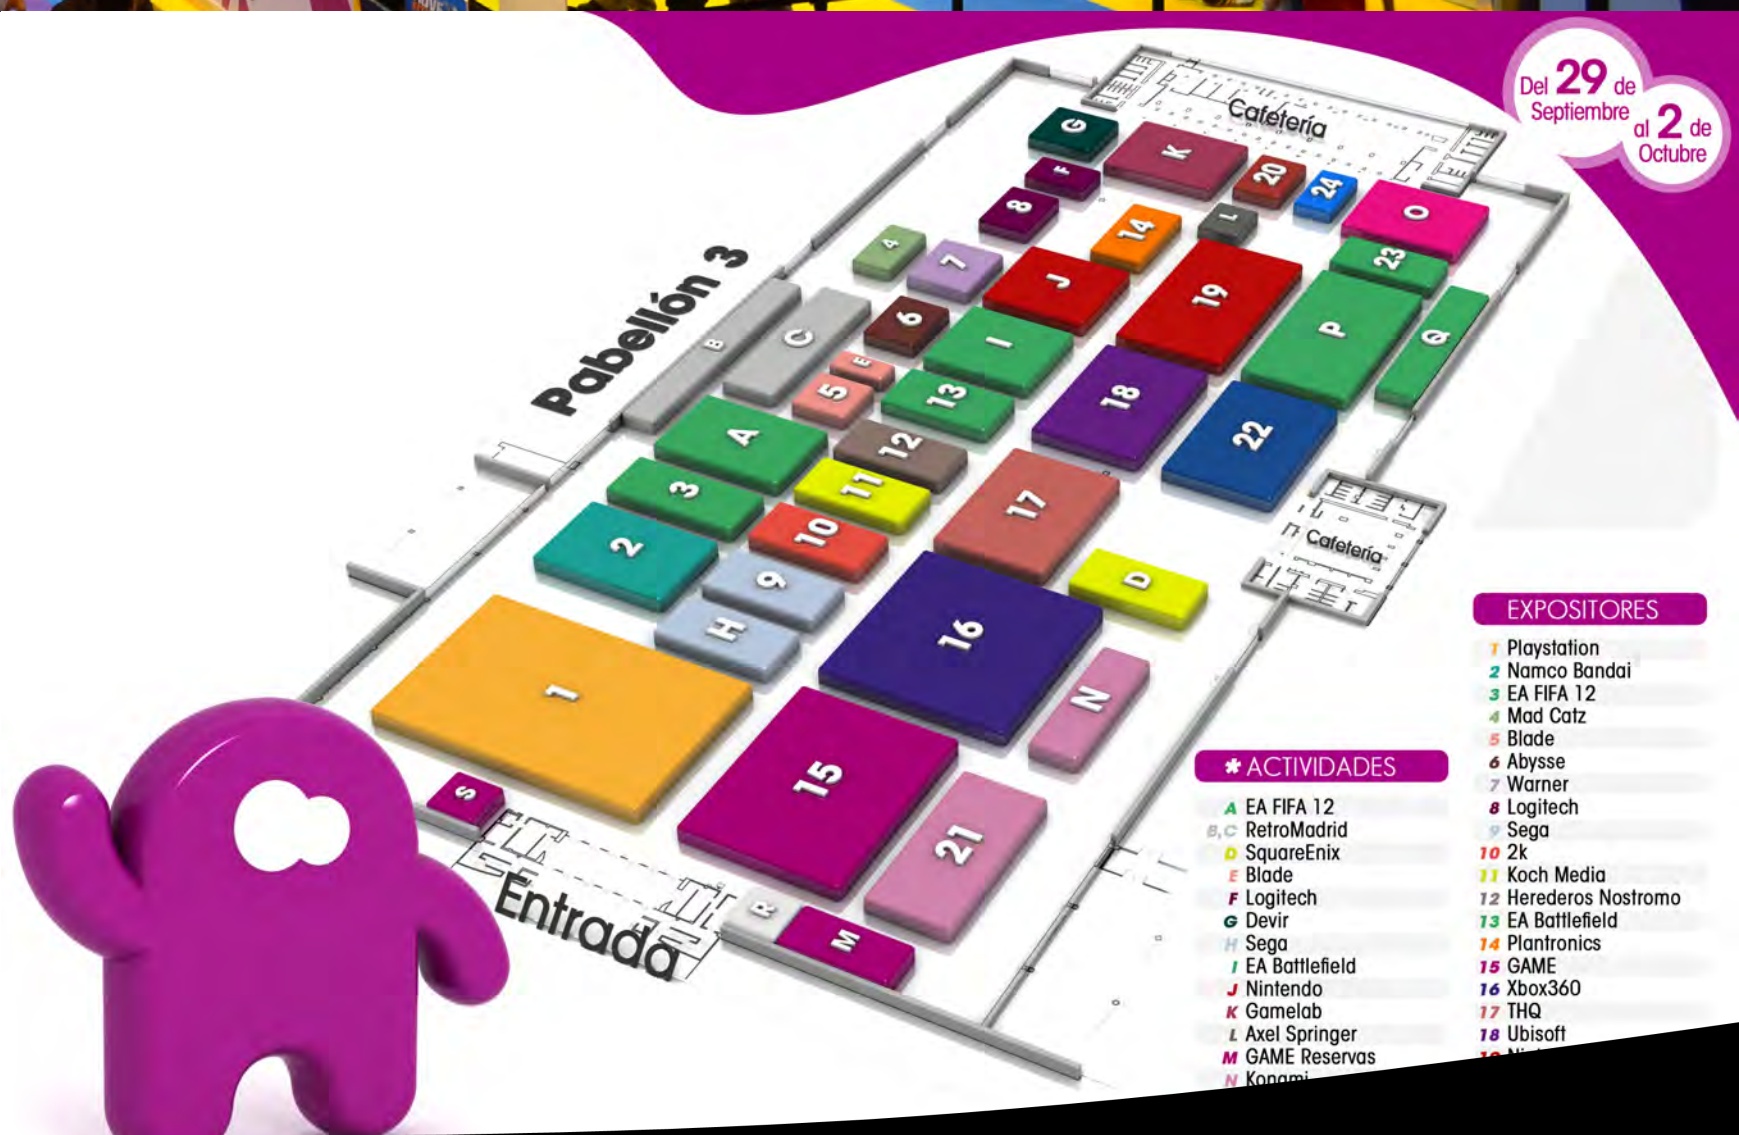 Del 29 de
Septiembre
al 2 de
Octubre
Cafetería
Pabellón 3
G
K
F
20
24
8
L
O
14
4
7
23
J
19
B
C
6
I
P
Q
E
5
13
18
A
12
22
3
11
17
2
10
Cafetería
9
D
H
16
1
N
S
15
21
R
M
Entrada
* ACTIVIDADES
A EA FIFA 12
B,C RetroMadrid
D SquareEnix
E Blade
F Logitech
G Devir
H Sega
I EA Battlefield
J Nintendo
K Gamelab
L Axel Springer
M GAME Reservas
N Konami
EXPOSITORES
1 Playstation
2 Namco Bandai
3 EA FIFA 12
4 Mad Catz
5 Blade
6 Abysse
7 Warner
8 Logitech
9 Sega
10 2k
11 Koch Media
12 Herederos Nostromo
13 EA Battlefield
14 Plantronics
15 GAME
16 Xbox360
17 THQ
18 Ubisoft
19